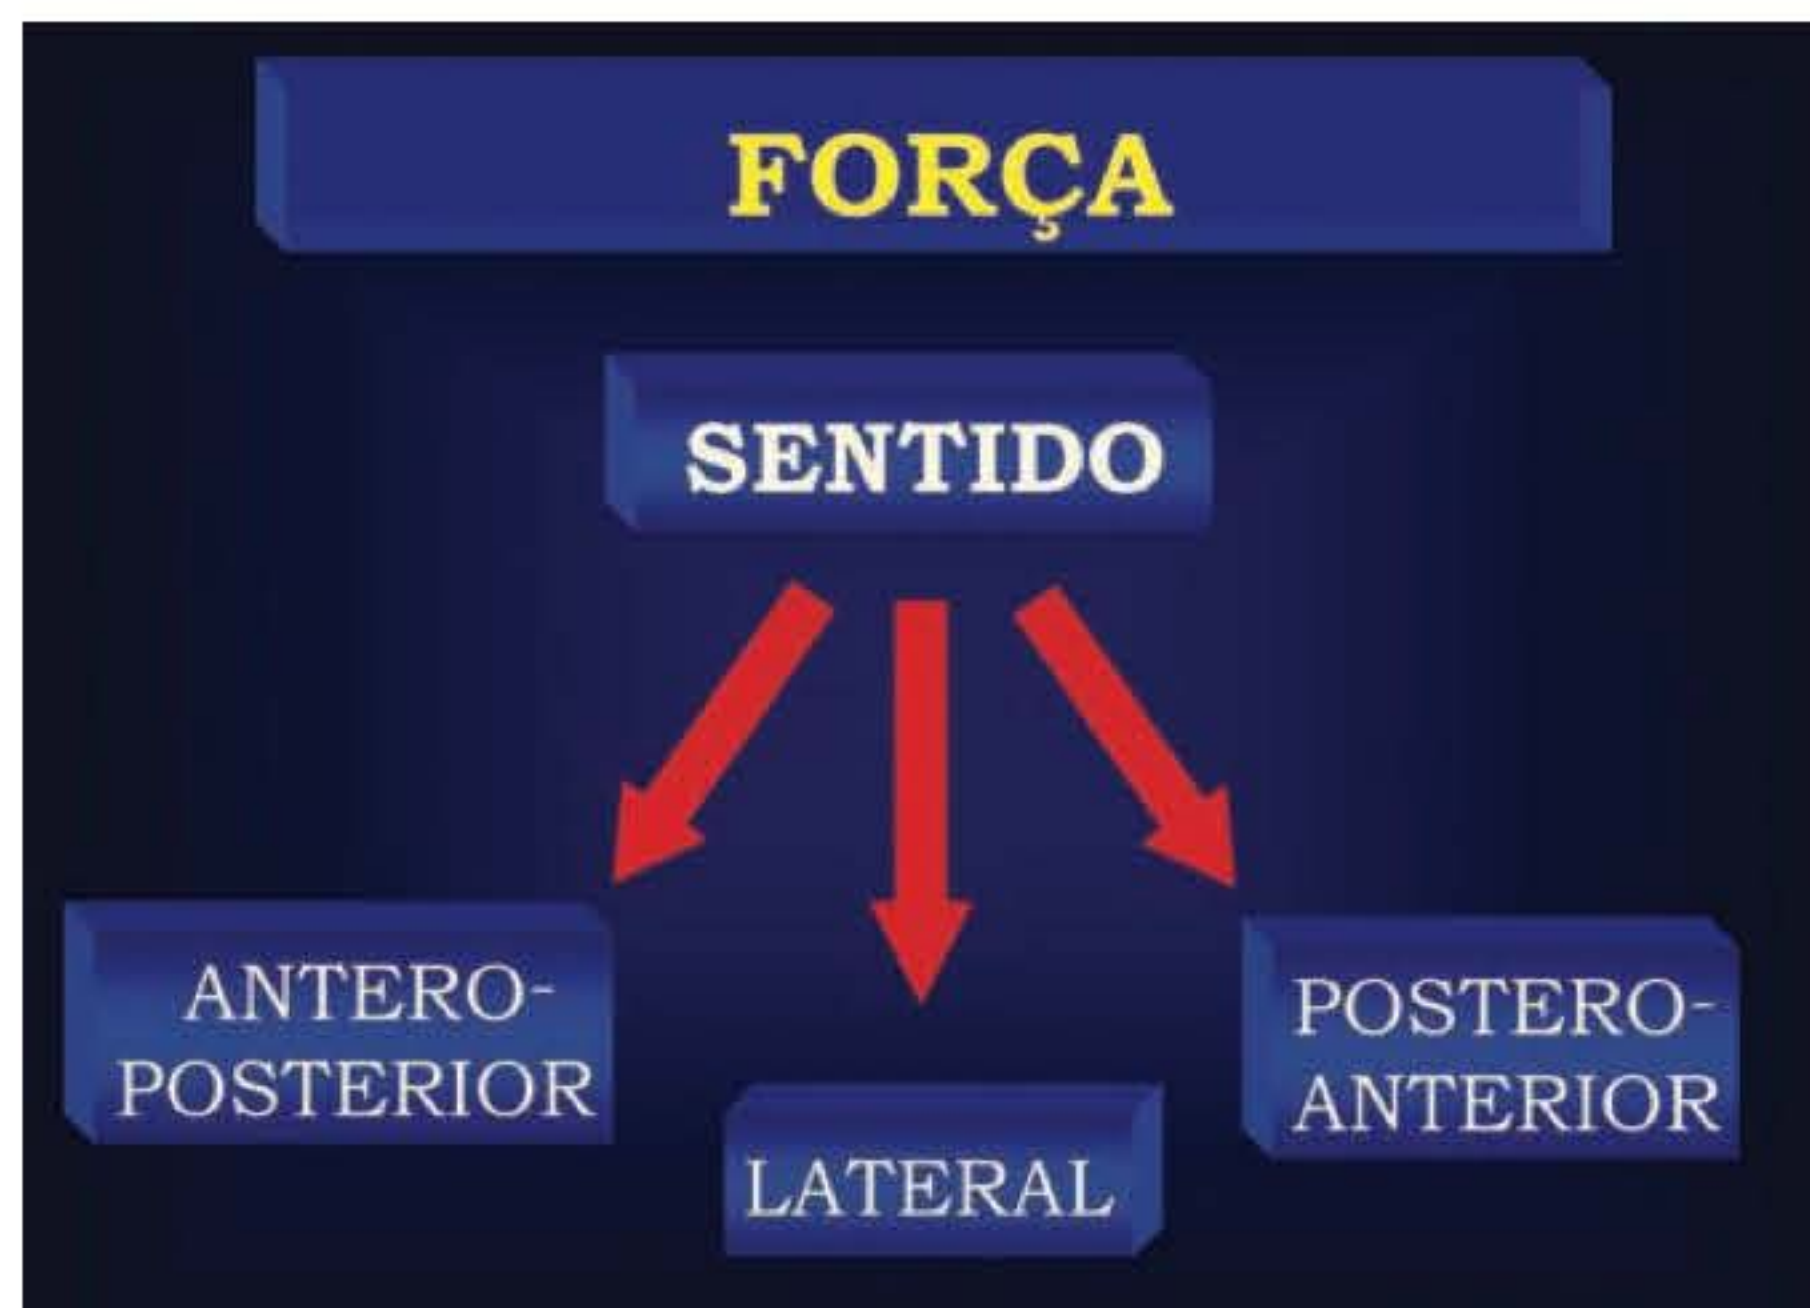 FORÇA
SENTIDO
ANTERO-
POSTERIOR
LATERAL
POSTERO-
ANTERIOR